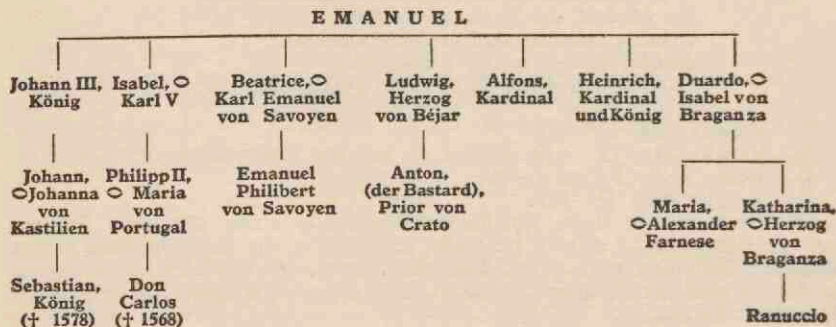 EMANUEL
Johann III,
König
Isabel, ⚭
Karl V
Beatrice, ⚭
Karl Emanuel
von Savoyen
Ludwig,
Herzog
von Béjar
Alfons,
Kardinal
Heinrich,
Kardinal
und König
Duardo, ⚭
Isabel von
Braganza
Johann,
⚭ Johanna
von
Kastilien
Philipp II,
⚭ Maria
von
Portugal
Emanuel
Philibert
von Savoyen
Anton,
(der Bastard),
Prior von
Crato
Maria,
⚭ Alexander
Farnese
Katharina,
⚭ Herzog
von
Braganza
Sebastian,
König
(† 1578)
Don
Carlos
(† 1568)
Ranuccio